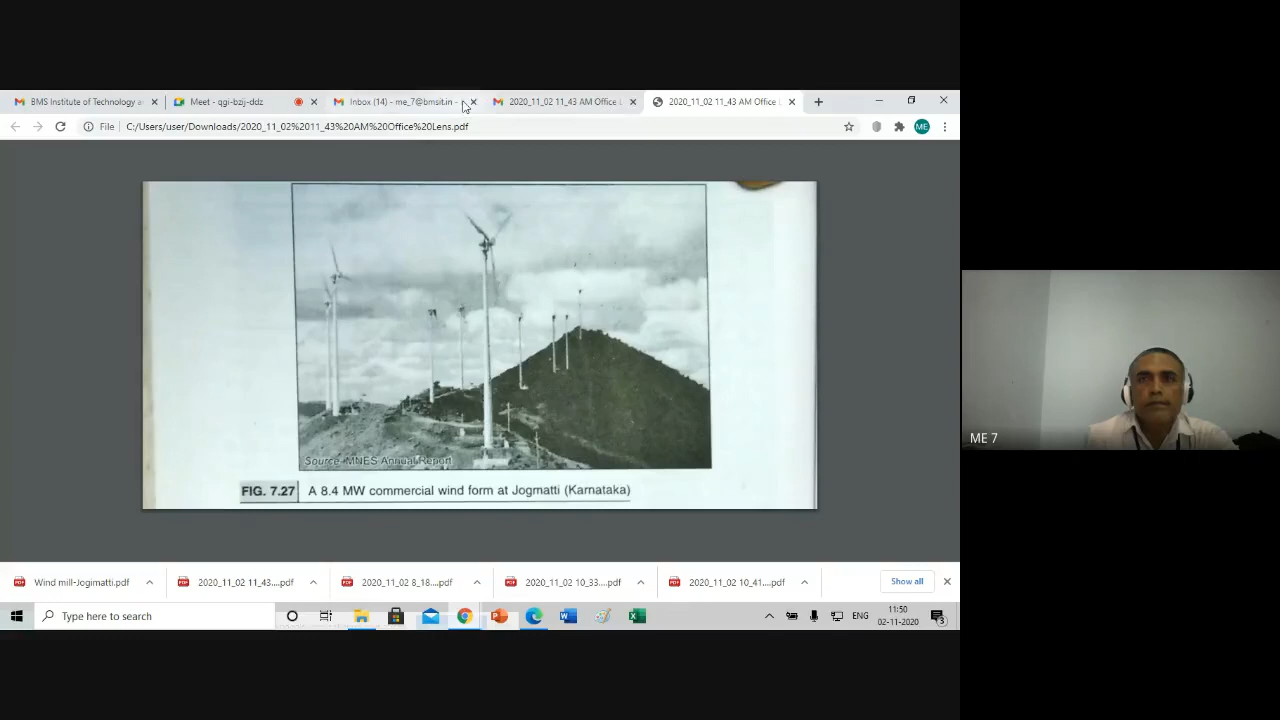 BMS Institute of Technology a
Meet - qgi-bzij-ddz
Inbox (14) - me_7@bmsit.in -
2020_11_02 11_43 AM Office L
2020_11_02 11_43 AM Office L
File
C:/Users/user/Downloads/2020_11_02%2011_43%20AM%20Office%20Lens.pdf
ME
Source-MNES Annual Report
FIG. 7.27 A 8.4 MW commercial wind form at Jogmatti (Karnataka)
ME 7
Wind mill-Jogimatti.pdf
2020_11_02 11_43....pdf
2020_11_02 8_18....pdf
2020_11_02 10_33....pdf
2020_11_02 10_41....pdf
Show all
Type here to search
ENG
11:50
02-11-2020
3